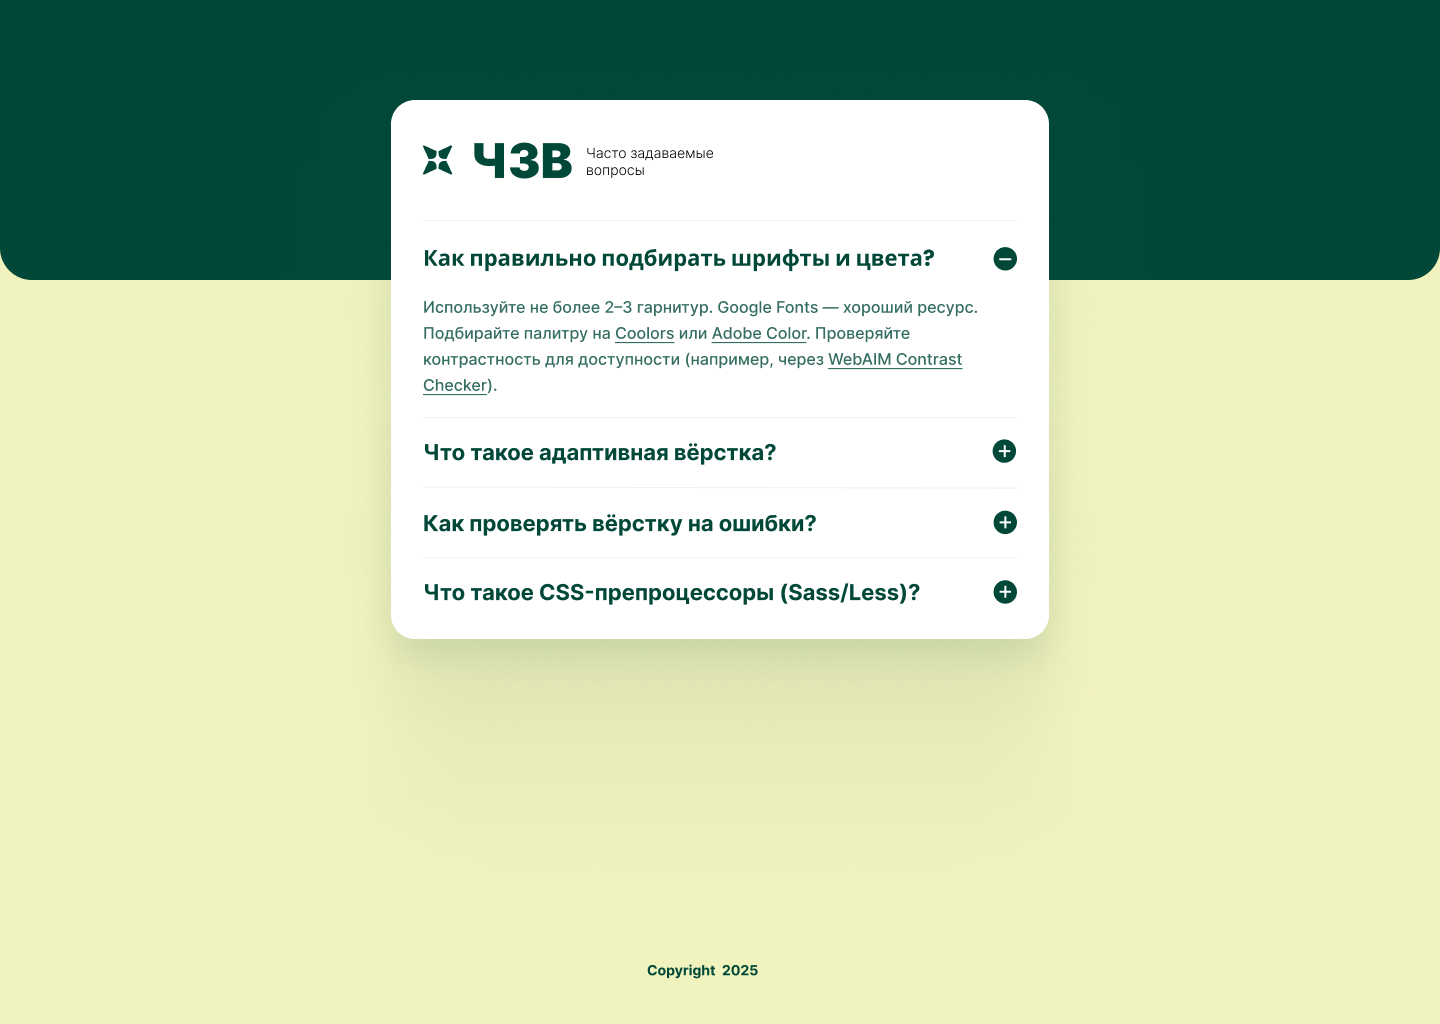 ЧЗВ
Часто задаваемые
вопросы
Как правильно подбирать шрифты и цвета?
Используйте не более 2–3 гарнитур. Google Fonts — хороший ресурс.
Подбирайте палитру на Coolors или Adobe Color. Проверяйте
контрастность для доступности (например, через WebAIM Contrast
Checker).
Что такое адаптивная вёрстка?
Как проверять вёрстку на ошибки?
Что такое CSS-препроцессоры (Sass/Less)?
Copyright 2025